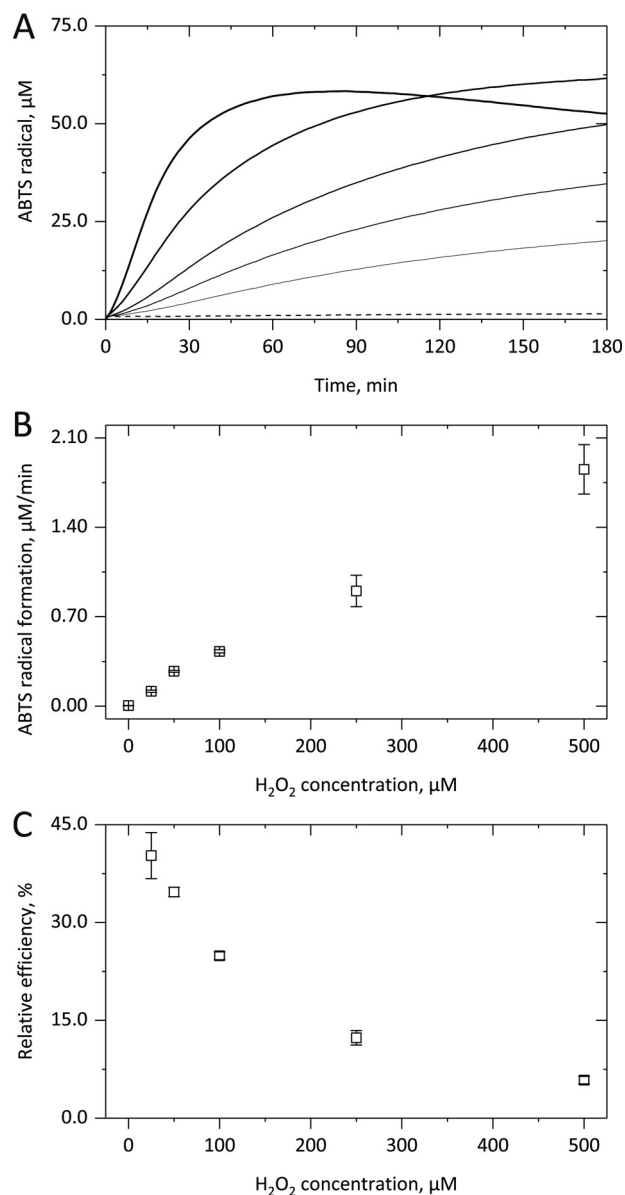 A
ABTS radical, µM
75.0
50.0
25.0
0.0
0 30 60 90 120 150 180
Time, min
B
ABTS radical formation, µM/min
2.10
1.40
0.70
0.00
0 100 200 300 400 500
H₂O₂ concentration, µM
C
Relative efficiency, %
45.0
30.0
15.0
0.0
0 100 200 300 400 500
H₂O₂ concentration, µM